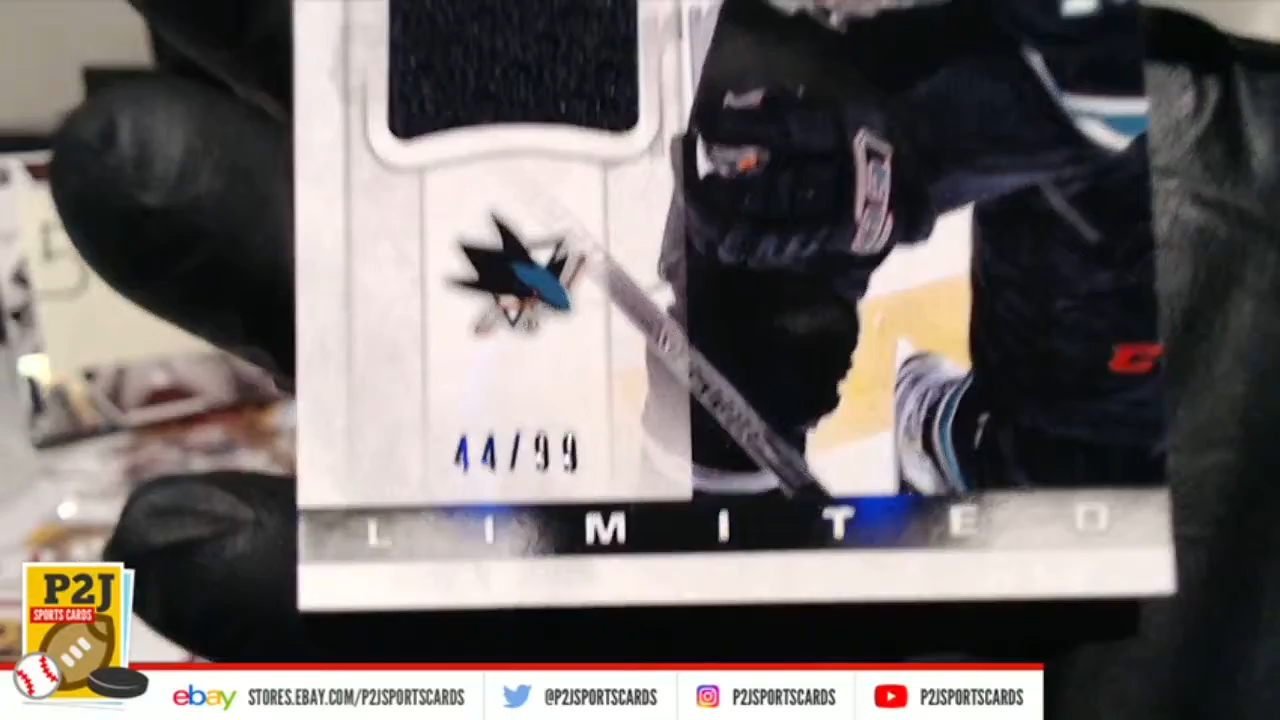 44/99
LIMITED
P2J
SPORTS CARDS
ebay STORES.EBAY.COM/P2JSPORTSCARDS
@P2JSPORTSCARDS
P2JSPORTSCARDS
P2JSPORTSCARDS